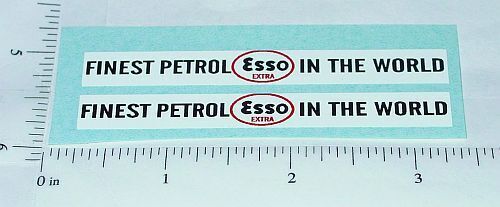 FINEST PETROL Esso EXTRA IN THE WORLD
FINEST PETROL Esso EXTRA IN THE WORLD
5
6
0 in 1 2 3